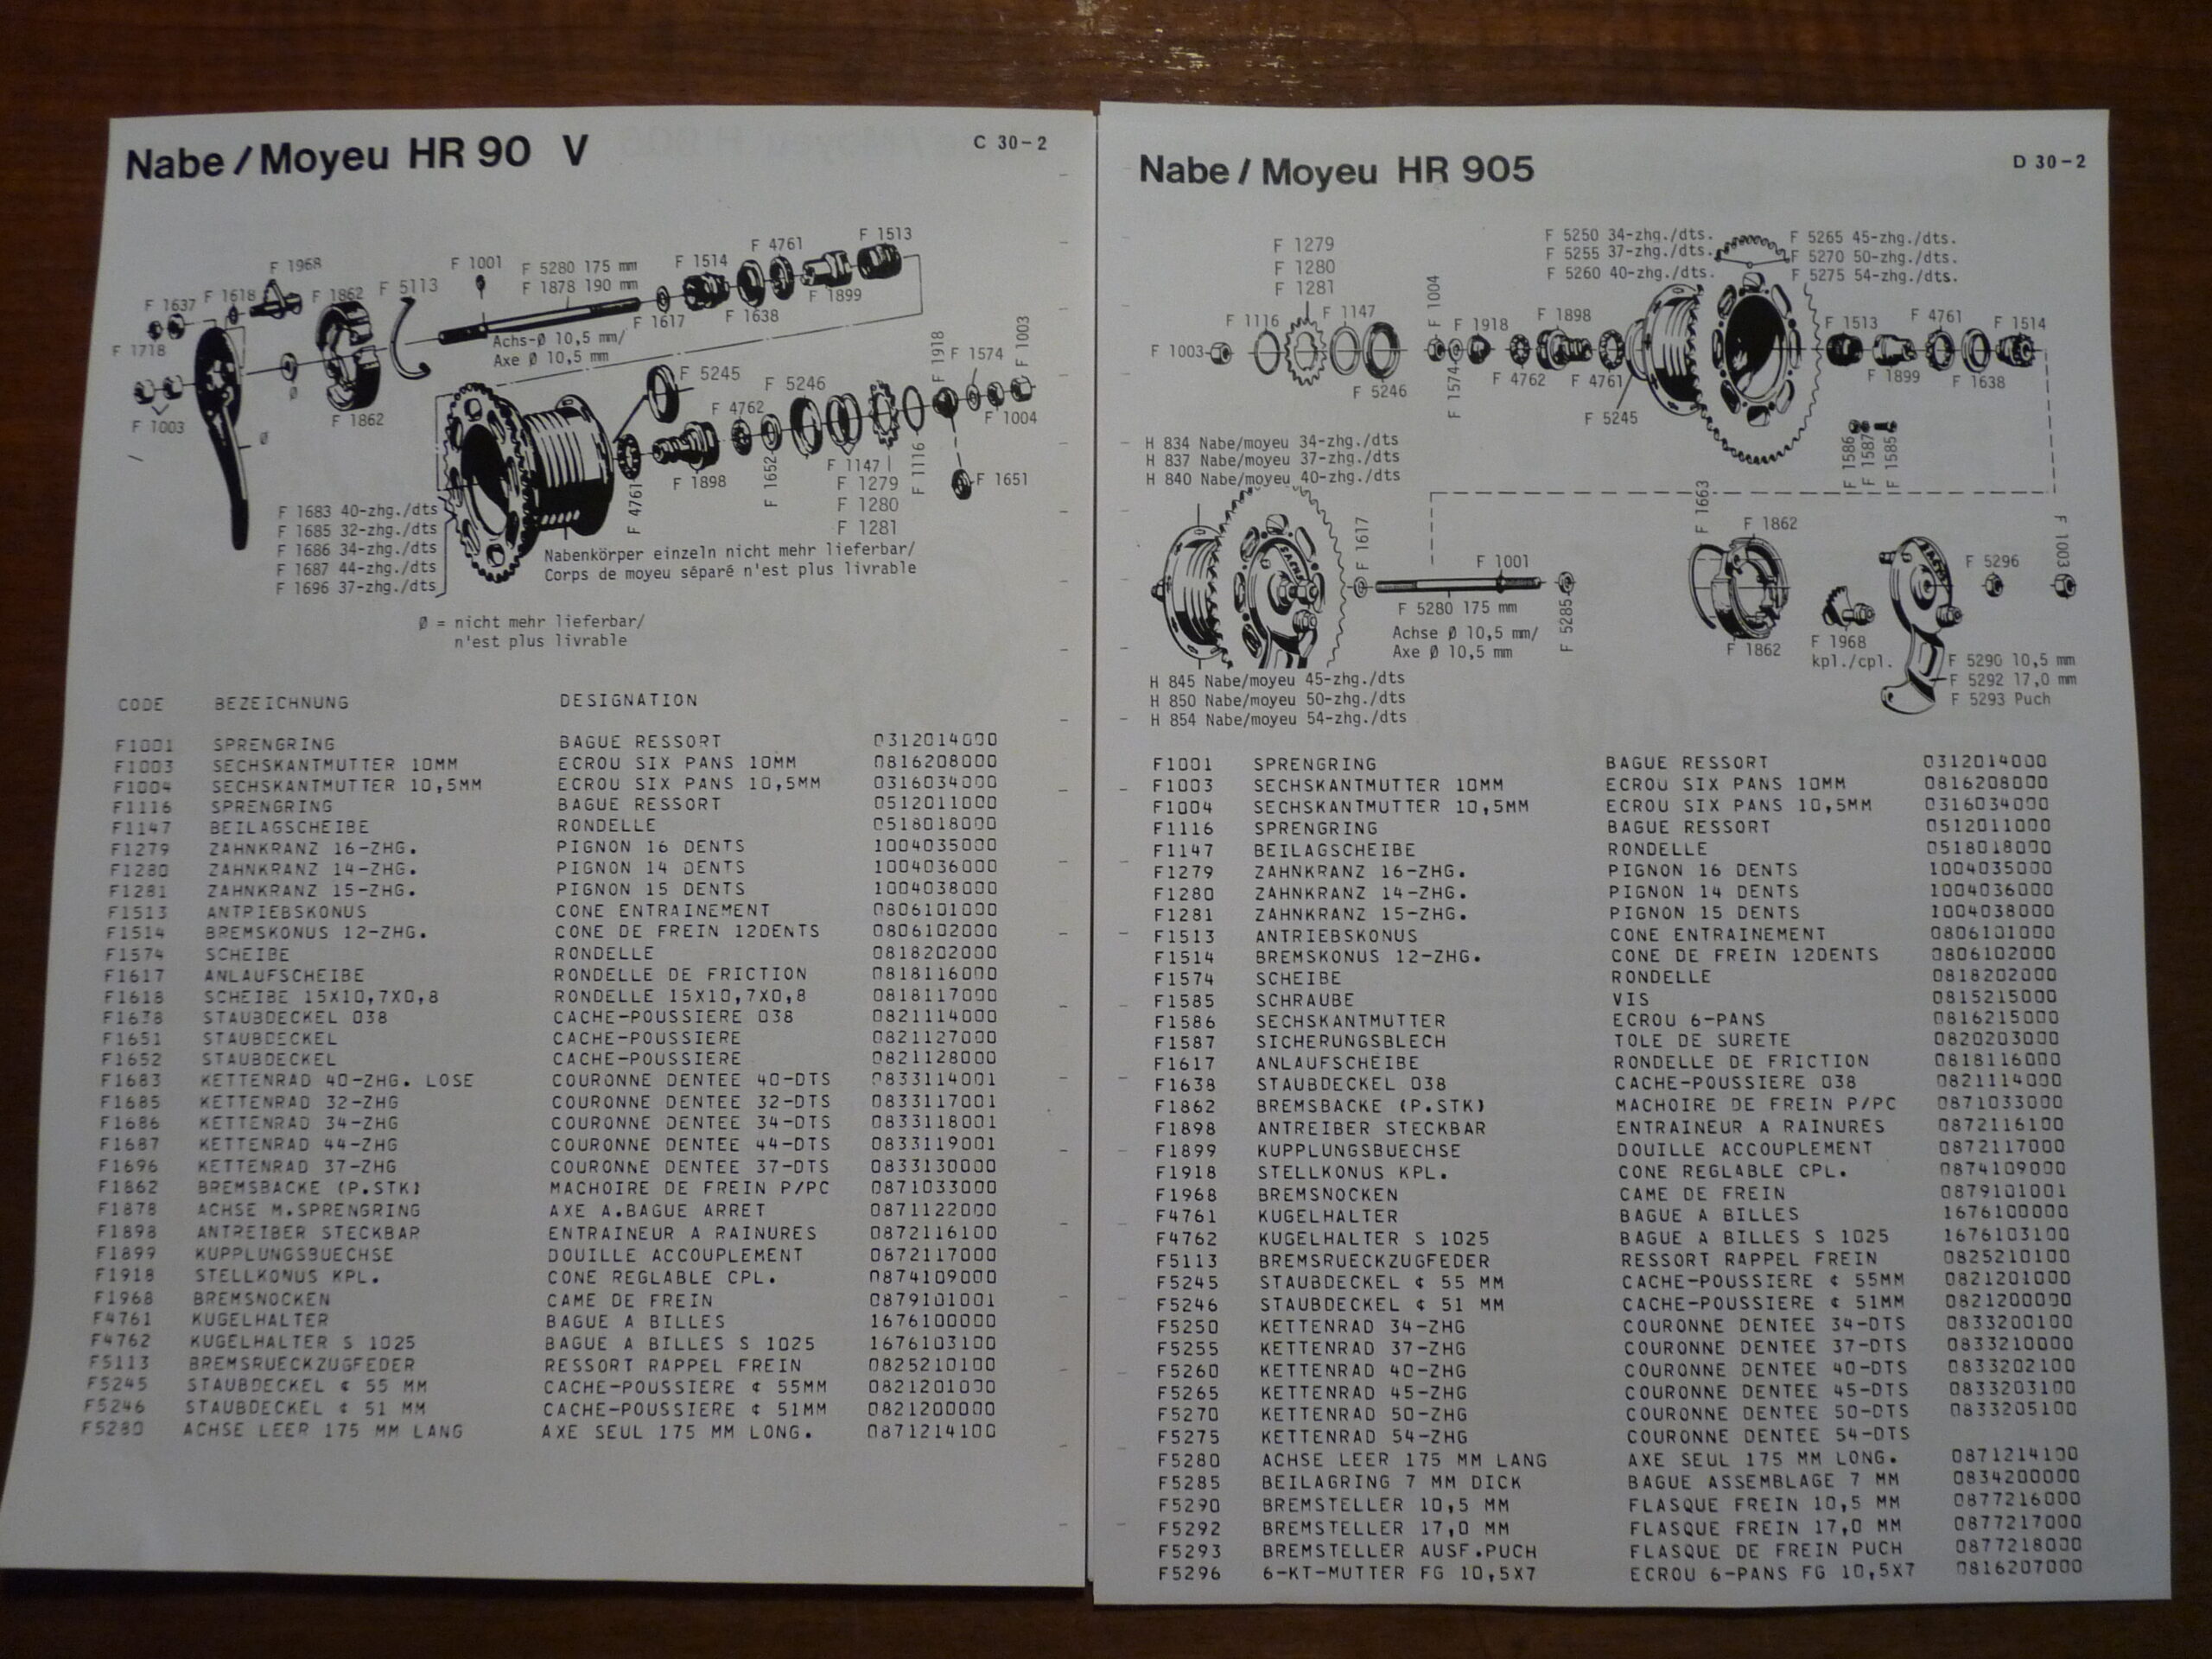 Nabe / Moyeu HR 90 V
C 30-2
F 1513
F 4761
F 1514
F 1899
F 1638
F 1617
F 5280 175 mm
F 1878 190 mm
Achs-Ø 10,5 mm/
Axe Ø 10,5 mm
F 1001
F 5113
F 1968
F 1862
F 1618
F 1637
F 1718
F 1003
Ø
Ø
F 1862
F 5245
F 5246
F 4762
F 1918
F 1574
F 1003
F 1004
F 1651
F 1116
F 1147
F 1279
F 1280
F 1281
F 1652
F 1898
F 4761
F 1683 40-zhg./dts
F 1685 32-zhg./dts
F 1686 34-zhg./dts
F 1687 44-zhg./dts
F 1696 37-zhg./dts
Nabenkörper einzeln nicht mehr lieferbar/
Corps de moyeu séparé n'est plus livrable
Ø = nicht mehr lieferbar/
n'est plus livrable
CODE BEZEICHNUNG DESIGNATION
F1001 SPRENGRING BAGUE RESSORT 0312014000
F1003 SECHSKANTMUTTER 10MM ECROU SIX PANS 10MM 0816208000
F1004 SECHSKANTMUTTER 10,5MM ECROU SIX PANS 10,5MM 0316034000
F1116 SPRENGRING BAGUE RESSORT 0512011000
F1147 BEILAGSCHEIBE RONDELLE 0518018000
F1279 ZAHNKRANZ 16-ZHG. PIGNON 16 DENTS 1004035000
F1280 ZAHNKRANZ 14-ZHG. PIGNON 14 DENTS 1004036000
F1281 ZAHNKRANZ 15-ZHG. PIGNON 15 DENTS 1004038000
F1513 ANTRIEBSKONUS CONE ENTRAINEMENT 0806101000
F1514 BREMSKONUS 12-ZHG. CONE DE FREIN 12DENTS 0806102000
F1574 SCHEIBE RONDELLE 0818202000
F1617 ANLAUFSCHEIBE RONDELLE DE FRICTION 0818116000
F1618 SCHEIBE 15X10,7X0,8 RONDELLE 15X10,7X0,8 0818117000
F1638 STAUBDECKEL O38 CACHE-POUSSIERE O38 0821114000
F1651 STAUBDECKEL CACHE-POUSSIERE 0821127000
F1652 STAUBDECKEL CACHE-POUSSIERE 0821128000
F1683 KETTENRAD 40-ZHG. LOSE COURONNE DENTEE 40-DTS 0833114001
F1685 KETTENRAD 32-ZHG COURONNE DENTEE 32-DTS 0833117001
F1686 KETTENRAD 34-ZHG COURONNE DENTEE 34-DTS 0833118001
F1687 KETTENRAD 44-ZHG COURONNE DENTEE 44-DTS 0833119001
F1696 KETTENRAD 37-ZHG COURONNE DENTEE 37-DTS 0833130000
F1862 BREMSBACKE (P.STK) MACHOIRE DE FREIN P/PC 0871033000
F1878 ACHSE M.SPRENGRING AXE A.BAGUE ARRET 0871122000
F1898 ANTREIBER STECKBAR ENTRAINEUR A RAINURES 0872116100
F1899 KUPPLUNGSBUECHSE DOUILLE ACCOUPLEMENT 0872117000
F1918 STELLKONUS KPL. CONE REGLABLE CPL. 0874109000
F1968 BREMSNOCKEN CAME DE FREIN 0879101001
F4761 KUGELHALTER BAGUE A BILLES 1676100000
F4762 KUGELHALTER S 1025 BAGUE A BILLES S 1025 1676103100
F5113 BREMSRUECKZUGFEDER RESSORT RAPPEL FREIN 0825210100
F5245 STAUBDECKEL ¢ 55 MM CACHE-POUSSIERE ¢ 55MM 0821201000
F5246 STAUBDECKEL ¢ 51 MM CACHE-POUSSIERE ¢ 51MM 0821200000
F5280 ACHSE LEER 175 MM LANG AXE SEUL 175 MM LONG. 0871214100
Nabe / Moyeu HR 905
D 30-2
F 1279
F 1280
F 1281
F 1116
F 1147
F 1003
F 5246
F 1004
F 1574
F 1918
F 1898
F 4762
F 4761
F 5245
F 5250 34-zhg./dts.
F 5255 37-zhg./dts.
F 5260 40-zhg./dts.
F 5265 45-zhg./dts.
F 5270 50-zhg./dts.
F 5275 54-zhg./dts.
F 1513
F 4761
F 1514
F 1899
F 1638
F 1586
F 1587
F 1585
H 834 Nabe/moyeu 34-zhg./dts
H 837 Nabe/moyeu 37-zhg./dts
H 840 Nabe/moyeu 40-zhg./dts
F 1617
F 1001
F 5280 175 mm
Achse Ø 10,5 mm/
Axe Ø 10,5 mm
F 5285
F 1663
F 1862
F 1862
F 1968
kpl./cpl.
F 5296
F 1003
F 5290 10,5 mm
F 5292 17,0 mm
F 5293 Puch
H 845 Nabe/moyeu 45-zhg./dts
H 850 Nabe/moyeu 50-zhg./dts
H 854 Nabe/moyeu 54-zhg./dts
F1001 SPRENGRING BAGUE RESSORT 0312014000
F1003 SECHSKANTMUTTER 10MM ECROU SIX PANS 10MM 0816208000
F1004 SECHSKANTMUTTER 10,5MM ECROU SIX PANS 10,5MM 0316034000
F1116 SPRENGRING BAGUE RESSORT 0512011000
F1147 BEILAGSCHEIBE RONDELLE 0518018000
F1279 ZAHNKRANZ 16-ZHG. PIGNON 16 DENTS 1004035000
F1280 ZAHNKRANZ 14-ZHG. PIGNON 14 DENTS 1004036000
F1281 ZAHNKRANZ 15-ZHG. PIGNON 15 DENTS 1004038000
F1513 ANTRIEBSKONUS CONE ENTRAINEMENT 0806101000
F1514 BREMSKONUS 12-ZHG. CONE DE FREIN 12DENTS 0806102000
F1574 SCHEIBE RONDELLE 0818202000
F1585 SCHRAUBE VIS 0815215000
F1586 SECHSKANTMUTTER ECROU 6-PANS 0816215000
F1587 SICHERUNGSBLECH TOLE DE SURETE 0820203000
F1617 ANLAUFSCHEIBE RONDELLE DE FRICTION 0818116000
F1638 STAUBDECKEL O38 CACHE-POUSSIERE O38 0821114000
F1862 BREMSBACKE (P.STK) MACHOIRE DE FREIN P/PC 0871033000
F1898 ANTREIBER STECKBAR ENTRAINEUR A RAINURES 0872116100
F1899 KUPPLUNGSBUECHSE DOUILLE ACCOUPLEMENT 0872117000
F1918 STELLKONUS KPL. CONE REGLABLE CPL. 0874109000
F1968 BREMSNOCKEN CAME DE FREIN 0879101001
F4761 KUGELHALTER BAGUE A BILLES 1676100000
F4762 KUGELHALTER S 1025 BAGUE A BILLES S 1025 1676103100
F5113 BREMSRUECKZUGFEDER RESSORT RAPPEL FREIN 0825210100
F5245 STAUBDECKEL ¢ 55 MM CACHE-POUSSIERE ¢ 55MM 0821201000
F5246 STAUBDECKEL ¢ 51 MM CACHE-POUSSIERE ¢ 51MM 0821200000
F5250 KETTENRAD 34-ZHG COURONNE DENTEE 34-DTS 0833200100
F5255 KETTENRAD 37-ZHG COURONNE DENTEE 37-DTS 0833210000
F5260 KETTENRAD 40-ZHG COURONNE DENTEE 40-DTS 0833202100
F5265 KETTENRAD 45-ZHG COURONNE DENTEE 45-DTS 0833203100
F5270 KETTENRAD 50-ZHG COURONNE DENTEE 50-DTS 0833205100
F5275 KETTENRAD 54-ZHG COURONNE DENTEE 54-DTS
F5280 ACHSE LEER 175 MM LANG AXE SEUL 175 MM LONG. 0871214100
F5285 BEILAGRING 7 MM DICK BAGUE ASSEMBLAGE 7 MM 0834200000
F5290 BREMSTELLER 10,5 MM FLASQUE FREIN 10,5 MM 0877216000
F5292 BREMSTELLER 17,0 MM FLASQUE FREIN 17,0 MM 0877217000
F5293 BREMSTELLER AUSF.PUCH FLASQUE DE FREIN PUCH 0877218000
F5296 6-KT-MUTTER FG 10,5X7 ECROU 6-PANS FG 10,5X7 0816207000